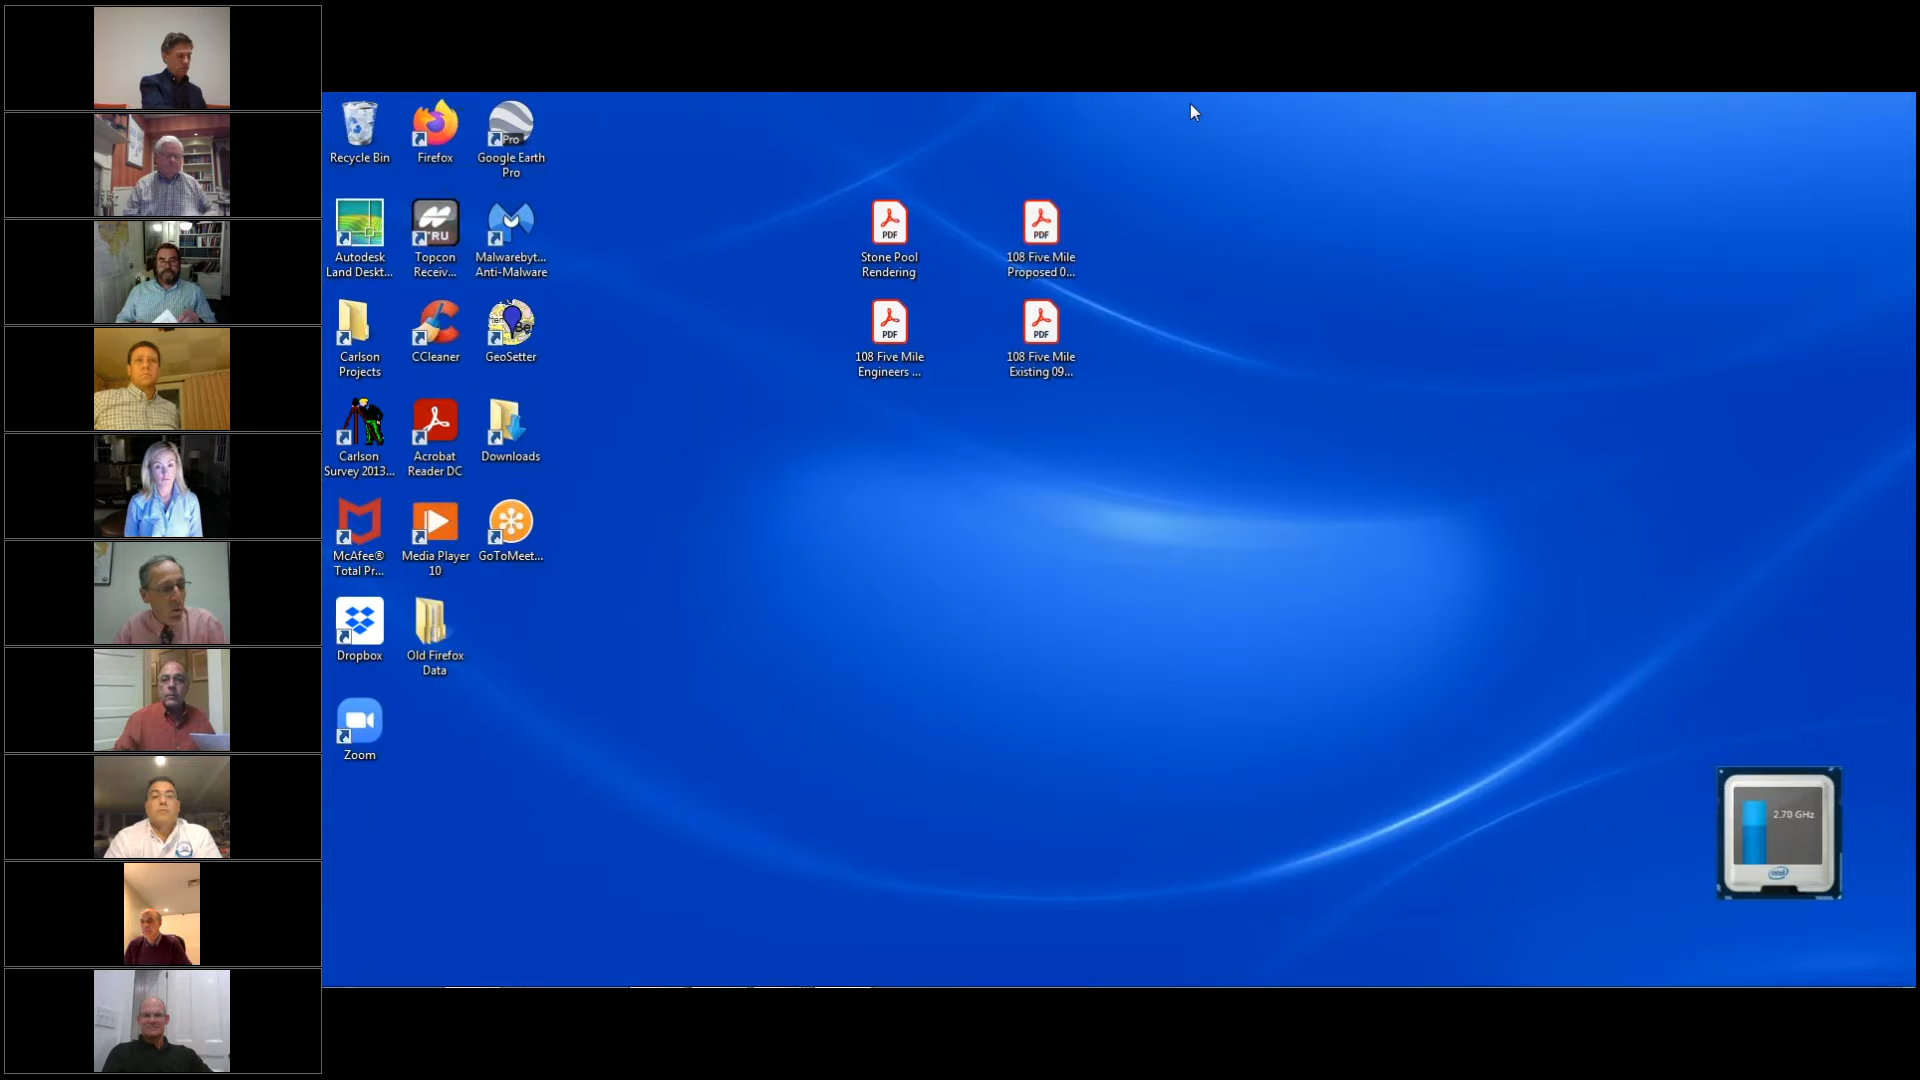 Recycle Bin
Firefox
Google Earth
Pro
Pro
Autodesk
Land Deskt...
TRU
Topcon
Receiv...
Malwarebyt...
Anti-Malware
PDF
Stone Pool
Rendering
PDF
108 Five Mile
Proposed 0...
Carlson
Projects
CCleaner
GeoSetter
PDF
108 Five Mile
Engineers ...
PDF
108 Five Mile
Existing 09...
Carlson
Survey 2013...
Acrobat
Reader DC
Downloads
McAfee®
Total Pr...
Media Player
10
GoToMeet...
Dropbox
Old Firefox
Data
Zoom
2.70 GHz
intel